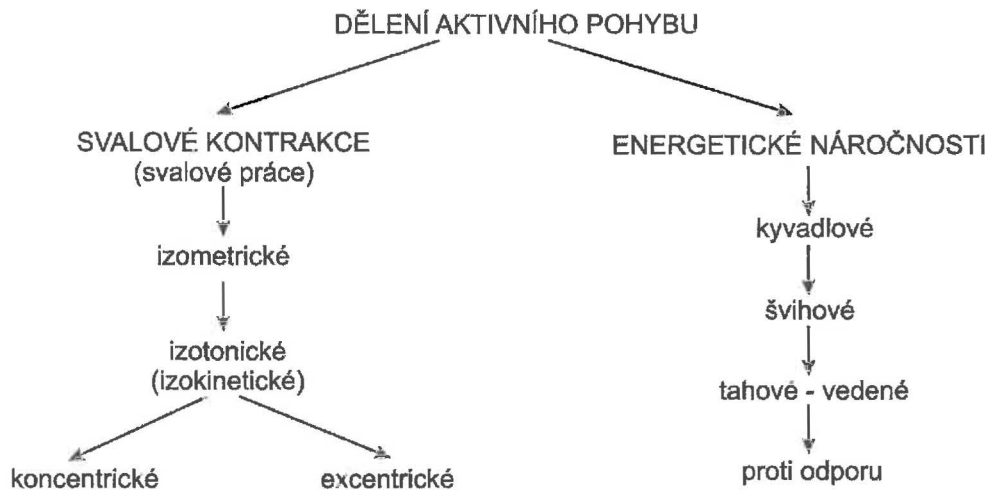 DĚLENÍ AKTIVNÍHO POHYBU
SVALOVÉ KONTRAKCE
(svalové práce)
izometrické
izotonické
(izokinetické)
koncentrické
excentrické
ENERGETICKÉ NÁROČNOSTI
kyvadlové
švihové
tahové - vedené
proti odporu